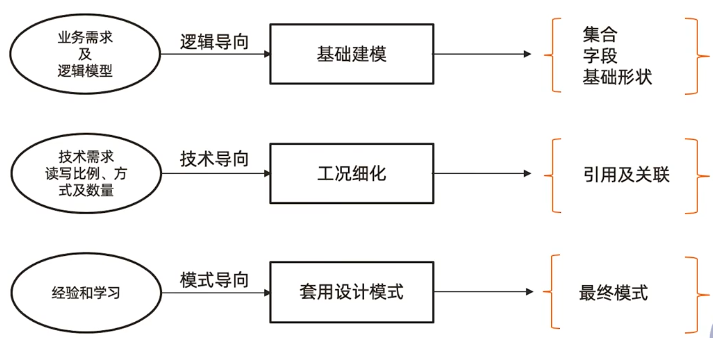 业务需求
及
逻辑模型
逻辑导向
基础建模
集合
字段
基础形状
技术需求
读写比例、方
式及数量
技术导向
工况细化
引用及关联
经验和学习
模式导向
套用设计模式
最终模式